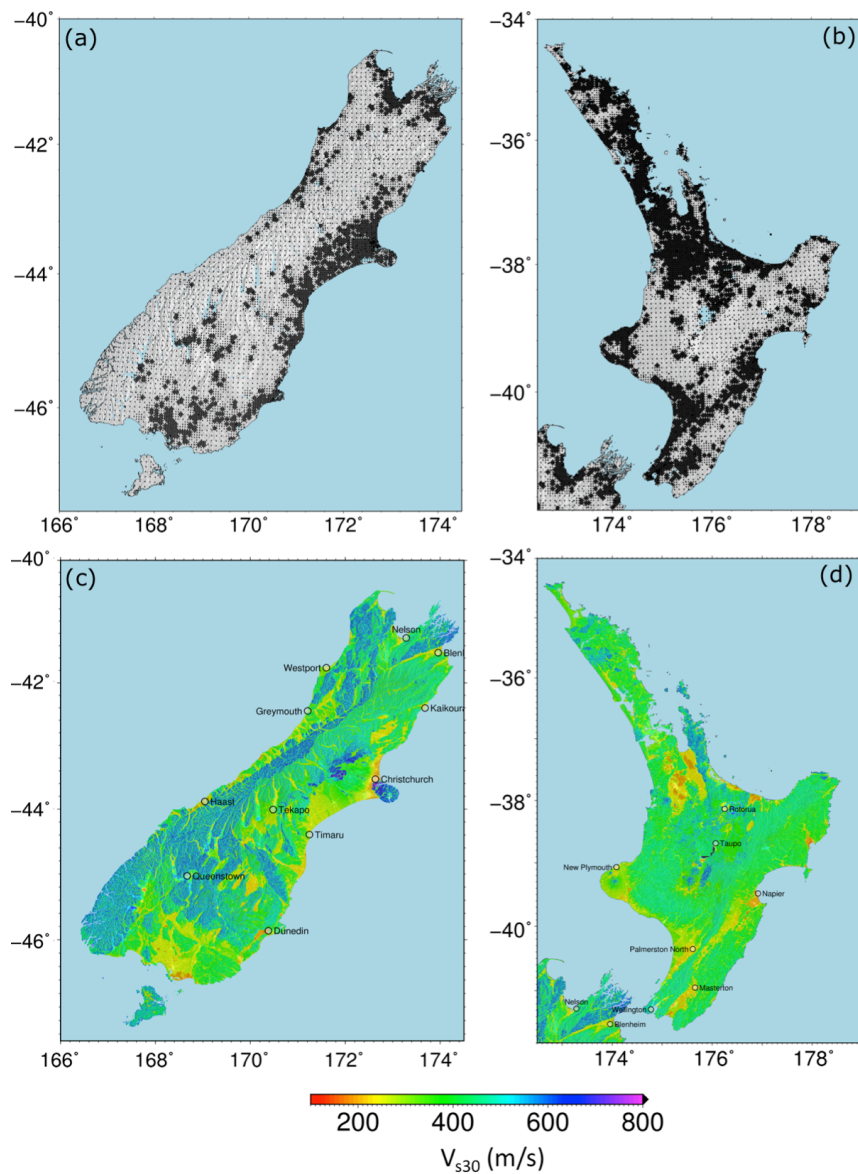 (a)
−40°
−42°
−44°
−46°
166° 168° 170° 172° 174°
(b)
−34°
−36°
−38°
−40°
174° 176° 178°
(c)
−40°
−42°
−44°
−46°
Nelson
Blenl
Westport
Greymouth
Kaikoura
Christchurch
Haast
Tekapo
Timaru
Queenstown
Dunedin
166° 168° 170° 172° 174°
(d)
−34°
−36°
−38°
−40°
Rotorua
Taupo
New Plymouth
Napier
Palmerston North
Masterton
Nelson
Wellington
Blenheim
174° 176° 178°
200 400 600 800
Vs30 (m/s)